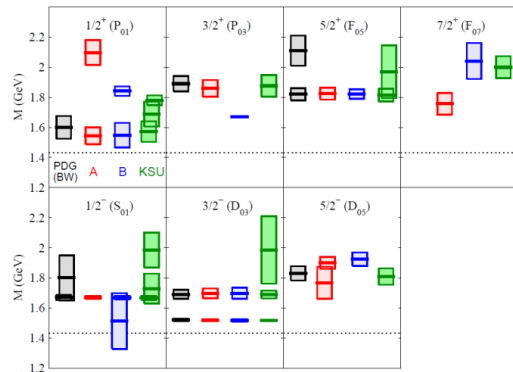 1/2+ (P01) 3/2+ (P03) 5/2+ (F05) 7/2+ (F07)
2.2
2
1.8
1.6
1.4
1.2
M (GeV)
PDG A B KSU
(BW)
1/2− (S01) 3/2− (D03) 5/2− (D05)
2.2
2
1.8
1.6
1.4
1.2
M (GeV)